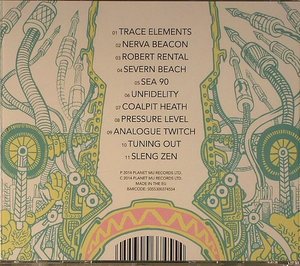 01 TRACE ELEMENTS
02 NERVA BEACON
03 ROBERT RENTAL
04 SEVERN BEACH
05 SEA 90
06 UNFIDELITY
07 COALPIT HEATH
08 PRESSURE LEVEL
09 ANALOGUE TWITCH
10 TUNING OUT
11 SLENG ZEN
P 2014 PLANET MU RECORDS LTD.
C 2014 PLANET MU RECORDS LTD.
MADE IN THE EU
BARCODE: 5055300374554